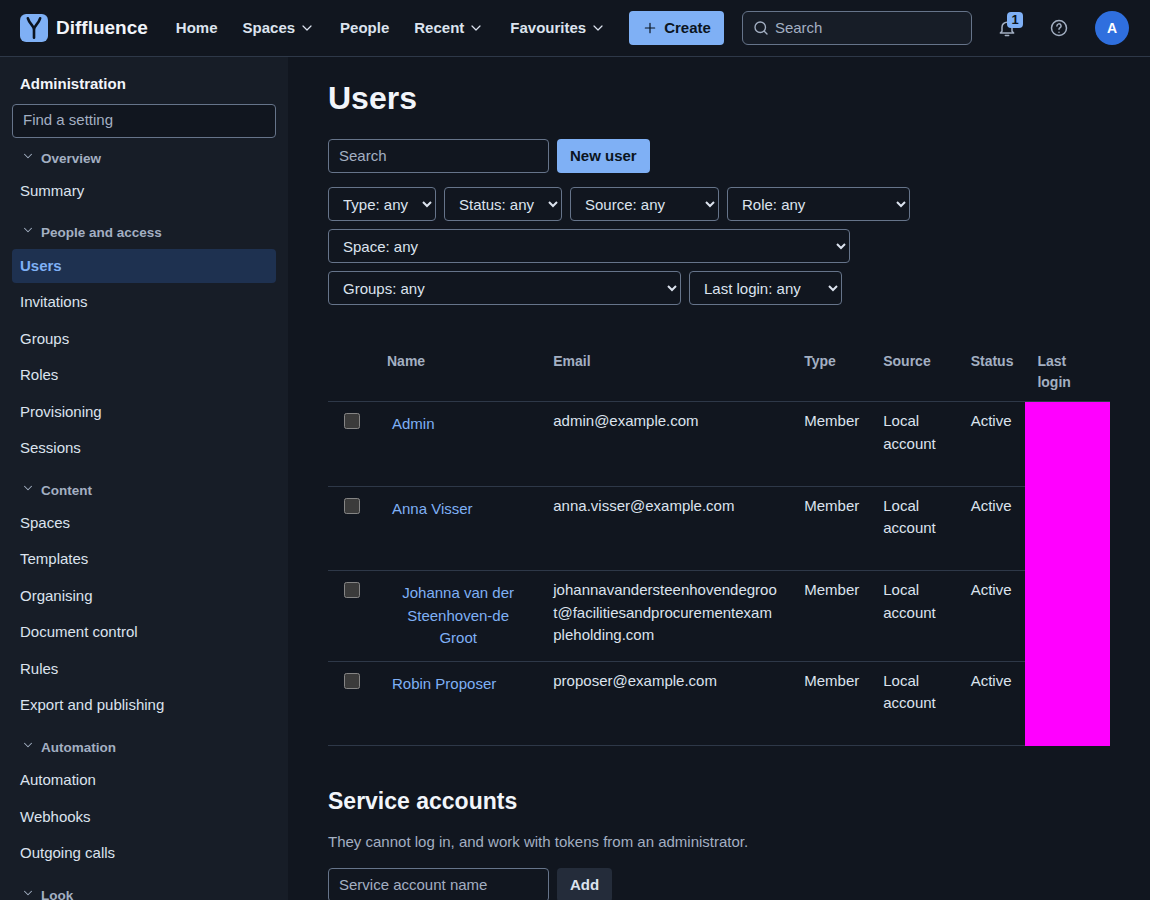 Diffluence Home Spaces People Recent Favourites Create Search 1 A
Administration
Find a setting
Overview
Summary
People and access
Users
Invitations
Groups
Roles
Provisioning
Sessions
Content
Spaces
Templates
Organising
Document control
Rules
Export and publishing
Automation
Automation
Webhooks
Outgoing calls
Look
Users
Search New user
Type: any Status: any Source: any Role: any
Space: any
Groups: any Last login: any
Name Email Type Source Status Last
login
Admin admin@example.com Member Local Active
account
Anna Visser anna.visser@example.com Member Local Active
account
Johanna van der johannavandersteenhovendegroo Member Local Active
Steenhoven-de t@facilitiesandprocurementexam account
Groot pleholding.com
Robin Proposer proposer@example.com Member Local Active
account
Service accounts
They cannot log in, and work with tokens from an administrator.
Service account name Add